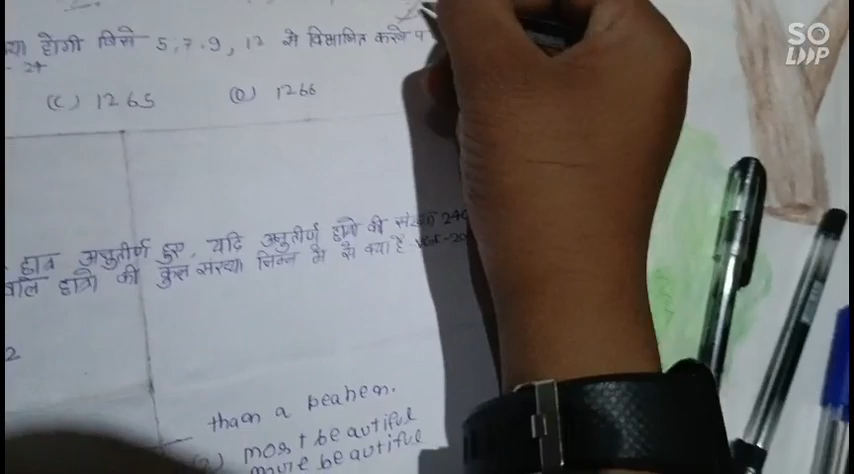 SO
LOOP
होगी जिसे 5, 7, 9, 12 से विभाजित करने
(C) 1265 (D) 1266
छात्र अनुतीर्ण हुए, यदि अनुतीर्ण छात्रो की संख्या 240
छात्रो की कुल संख्या निम्न में से क्या है
2
than a peahen.
most beautiful
more beautiful